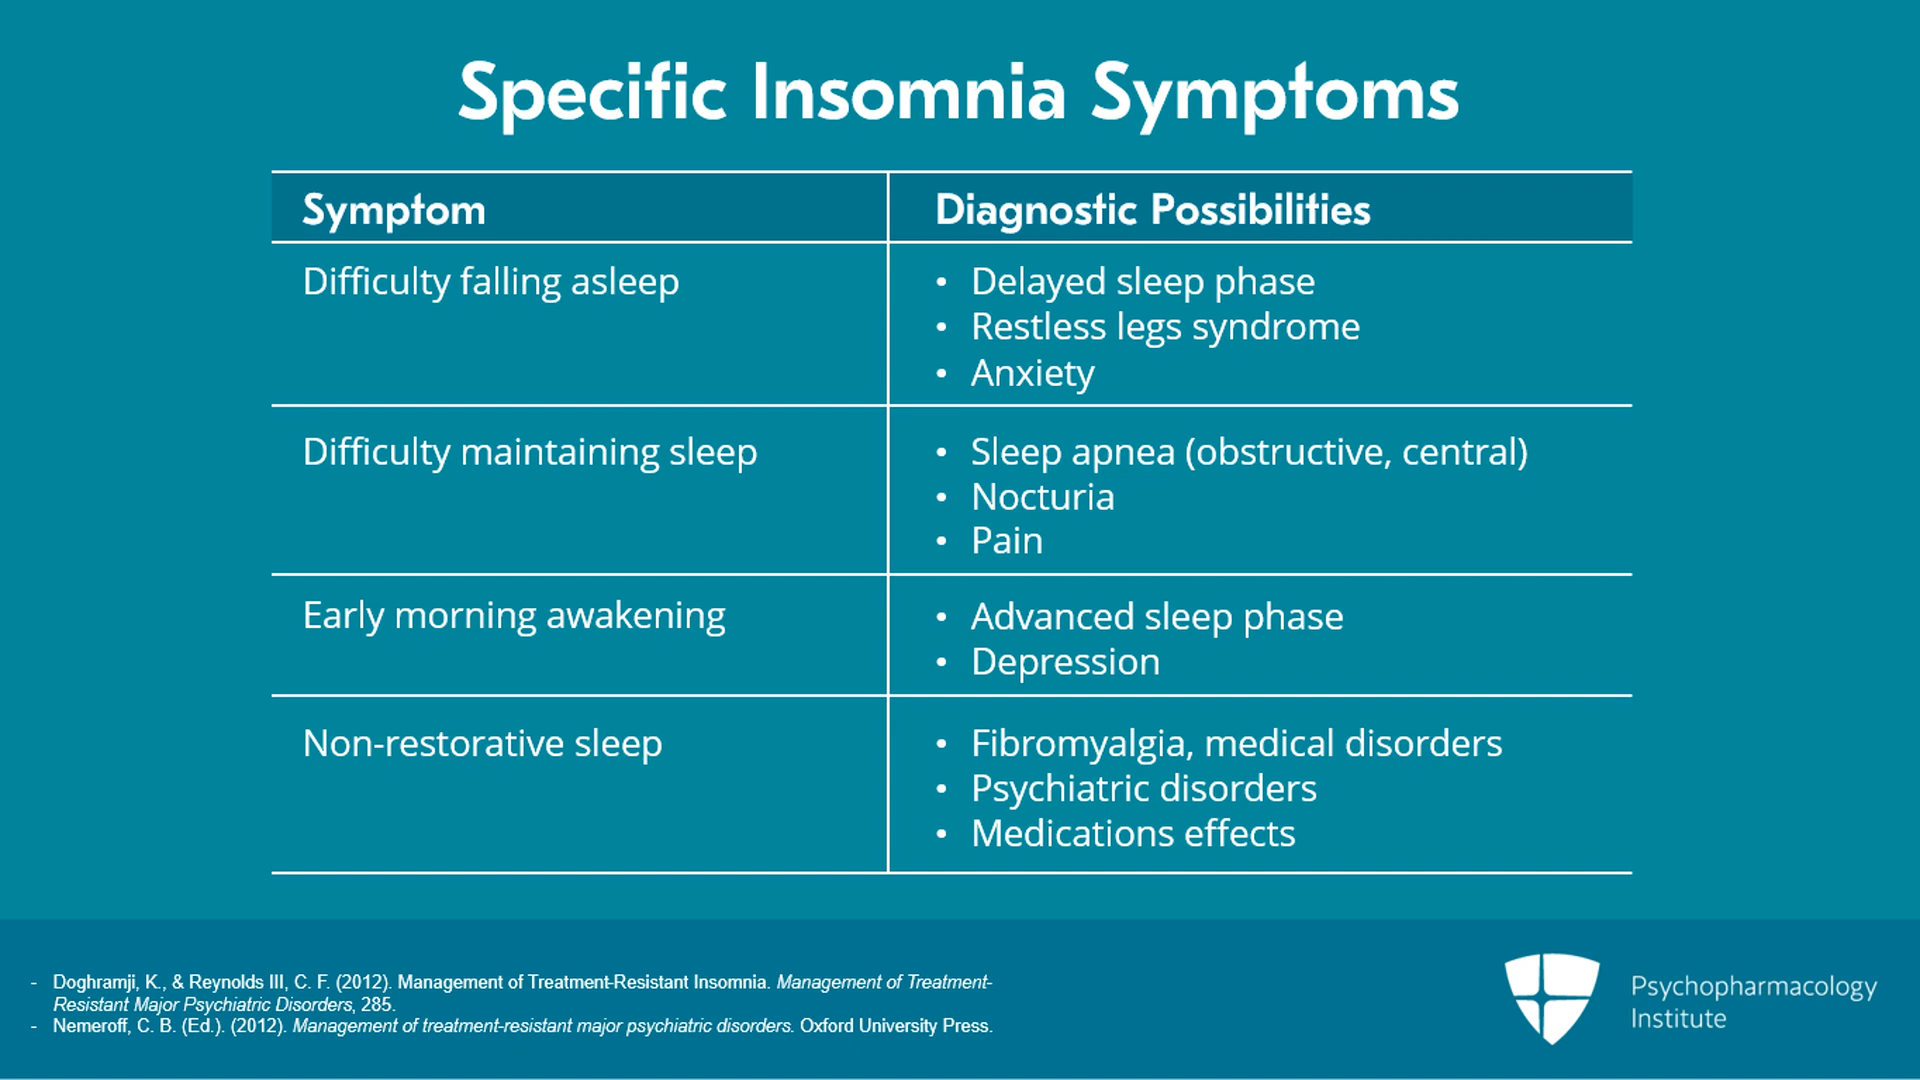 Specific Insomnia Symptoms
Symptom
Diagnostic Possibilities
Difficulty falling asleep
• Delayed sleep phase
• Restless legs syndrome
• Anxiety
Difficulty maintaining sleep
• Sleep apnea (obstructive, central)
• Nocturia
• Pain
Early morning awakening
• Advanced sleep phase
• Depression
Non-restorative sleep
• Fibromyalgia, medical disorders
• Psychiatric disorders
• Medications effects
- Doghramji, K., & Reynolds III, C. F. (2012). Management of Treatment-Resistant Insomnia. Management of Treatment-
Resistant Major Psychiatric Disorders, 285.
- Nemeroff, C. B. (Ed.). (2012). Management of treatment-resistant major psychiatric disorders. Oxford University Press.
Psychopharmacology
Institute